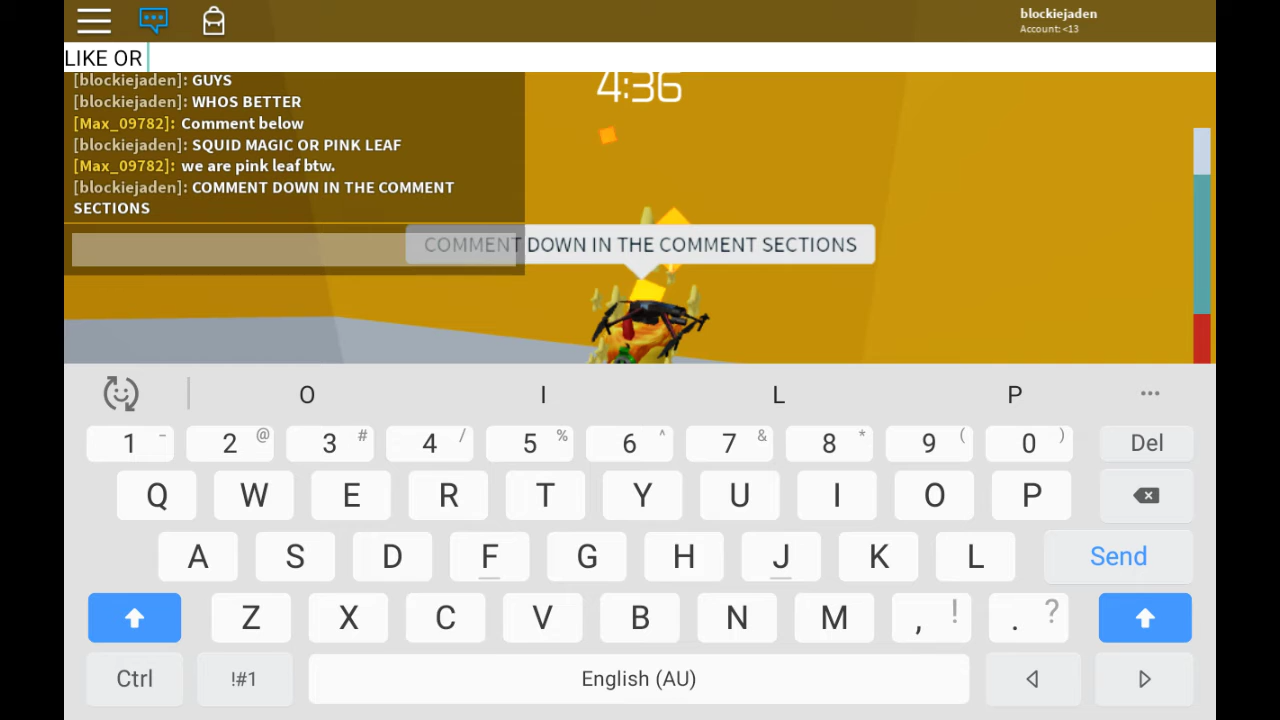 blockiejaden
Account: <13
LIKE OR
4:36
[blockiejaden]: GUYS
[blockiejaden]: WHOS BETTER
[Max_09782]: Comment below
[blockiejaden]: SQUID MAGIC OR PINK LEAF
[Max_09782]: we are pink leaf btw.
[blockiejaden]: COMMENT DOWN IN THE COMMENT
SECTIONS
COMMENT DOWN IN THE COMMENT SECTIONS
O I L P ...
1 - 2 @ 3 # 4 / 5 % 6 ^ 7 & 8 * 9 ( 0 ) Del
Q W E R T Y U I O P
A S D F G H J K L Send
Z X C V B N M , ! . ?
Ctrl !#1 English (AU)